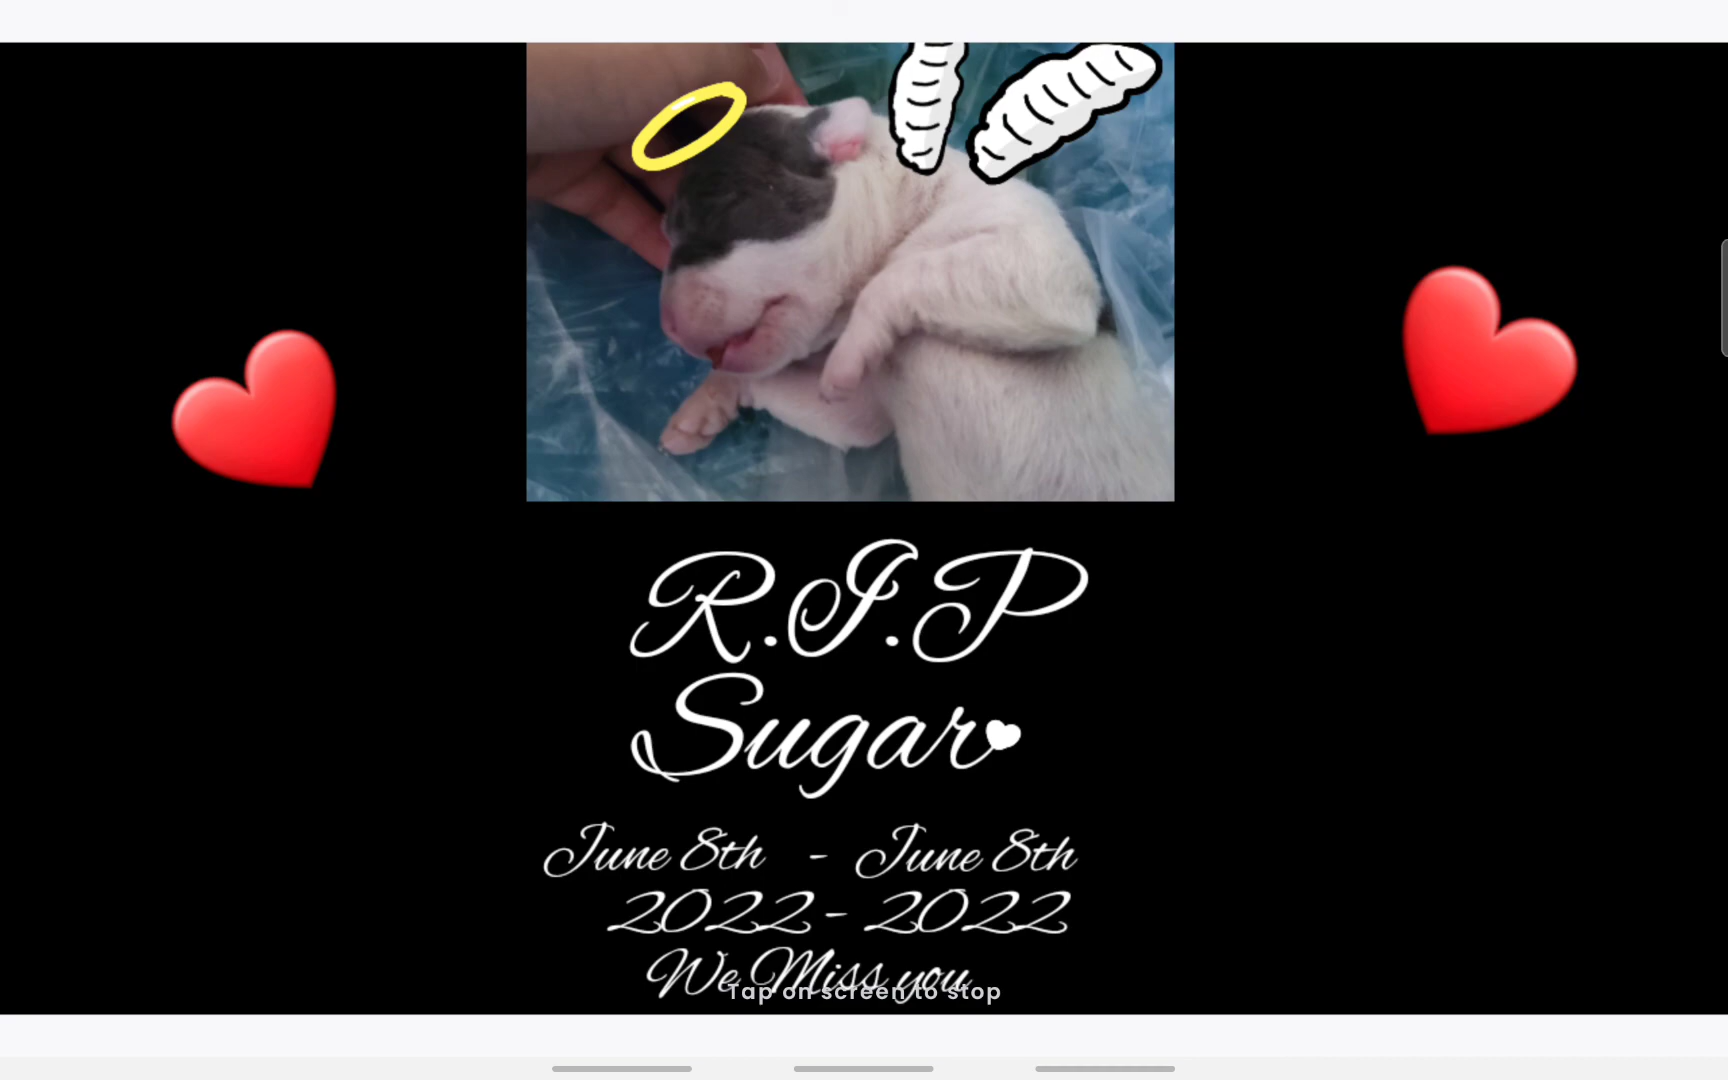 R.I.P
Sugar
June 8th - June 8th
2022 - 2022
We Miss you
Tap on screen to stop